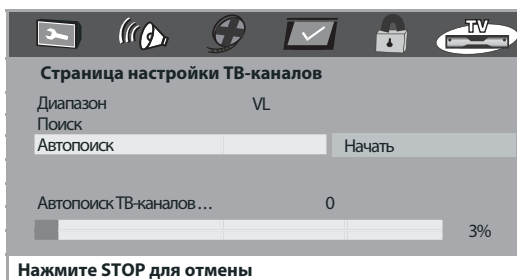 TV
Страница настройки ТВ-каналов
Диапазон VL
Поиск
Автопоиск Начать
Автопоиск ТВ-каналов... 0
3%
Нажмите STOP для отмены